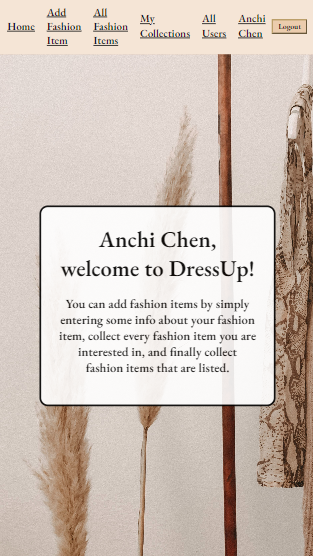 Home
Add Fashion Item
All Fashion Items
My Collections
All Users
Anchi Chen
Logout
Anchi Chen,
welcome to DressUp!
You can add fashion items by simply
entering some info about your fashion
item, collect every fashion item you are
interested in, and finally collect
fashion items that are listed.